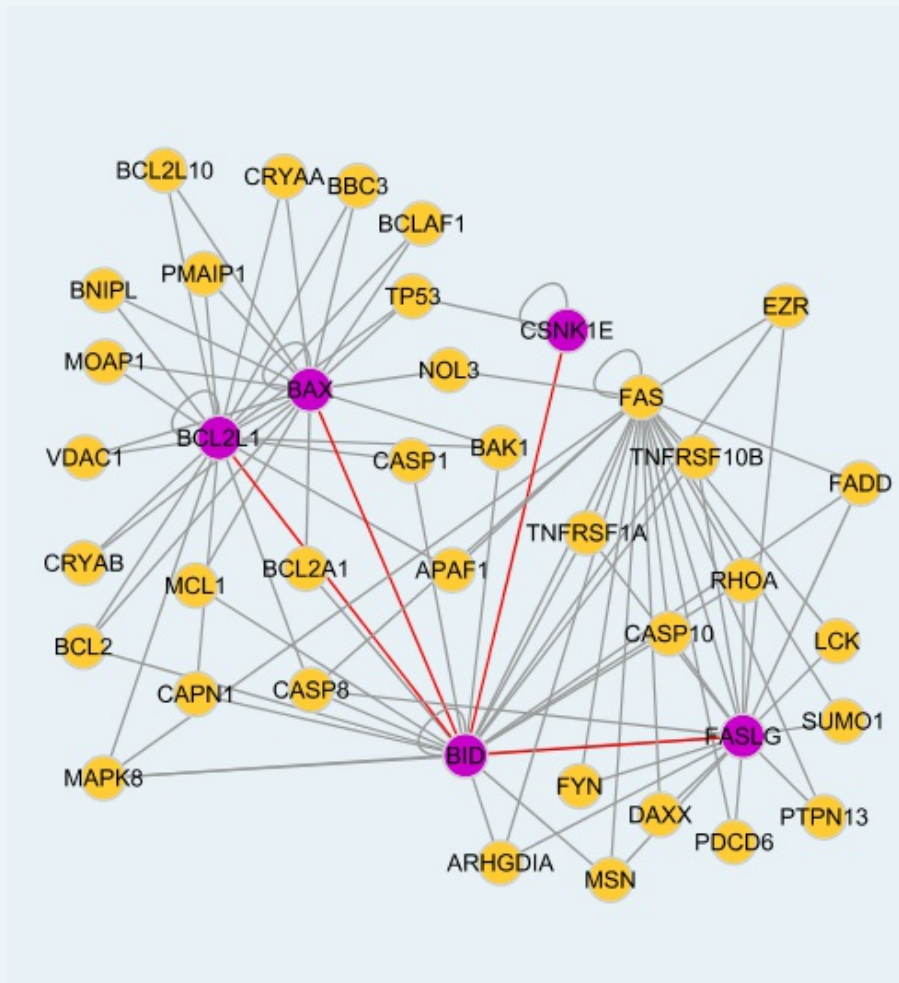 BCL2L10
CRYAA
BBC3
BCLAF1
PMAIP1
BNIPL
TP53
EZR
CSNK1E
MOAP1
NOL3
BAX
FAS
BCL2L1
VDAC1
CASP1
BAK1
TNFRSF10B
FADD
TNFRSF1A
CRYAB
MCL1
BCL2A1
APAF1
RHOA
CASP10
LCK
BCL2
CAPN1
CASP8
SUMO1
FASLG
BID
MAPK8
FYN
DAXX
PTPN13
PDCD6
ARHGDIA
MSN